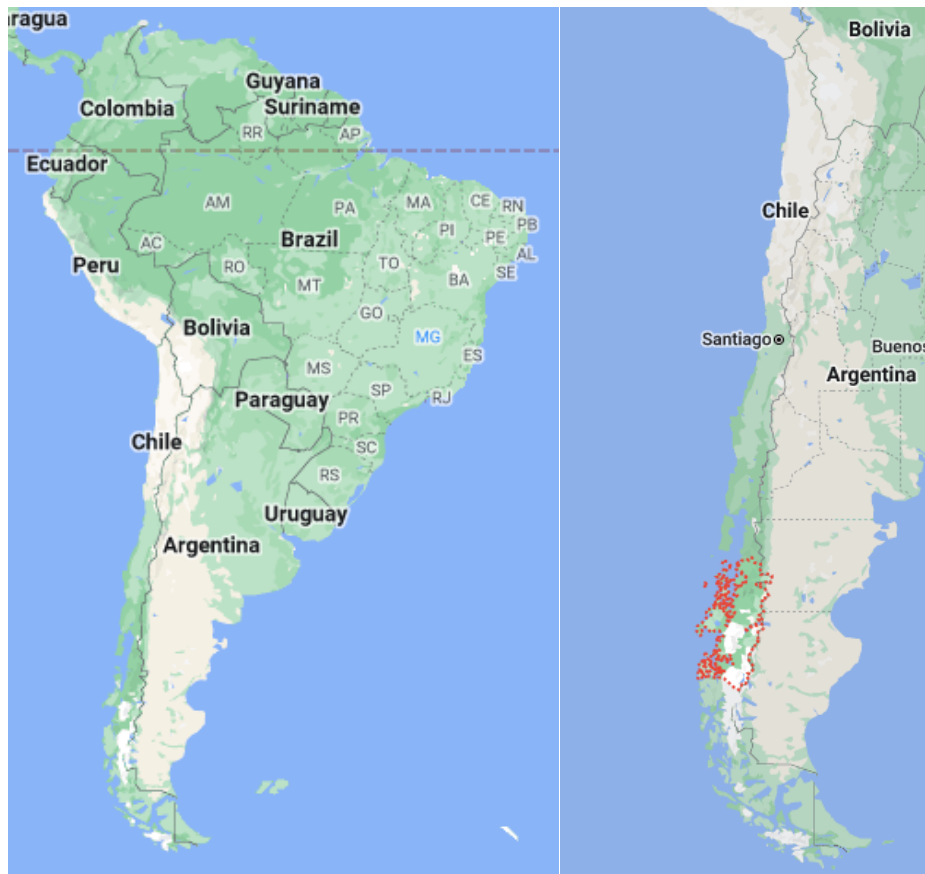 aragua
Guyana
Colombia
Suriname
RR
AP
Ecuador
AM
PA
MA
CE
RN
PB
PI
PE
AC
Brazil
AL
Peru
RO
TO
SE
MT
BA
GO
Bolivia
MG
MS
ES
SP
Paraguay
RJ
PR
Chile
SC
RS
Uruguay
Argentina
Bolivia
Chile
Santiago
Buenos
Argentina